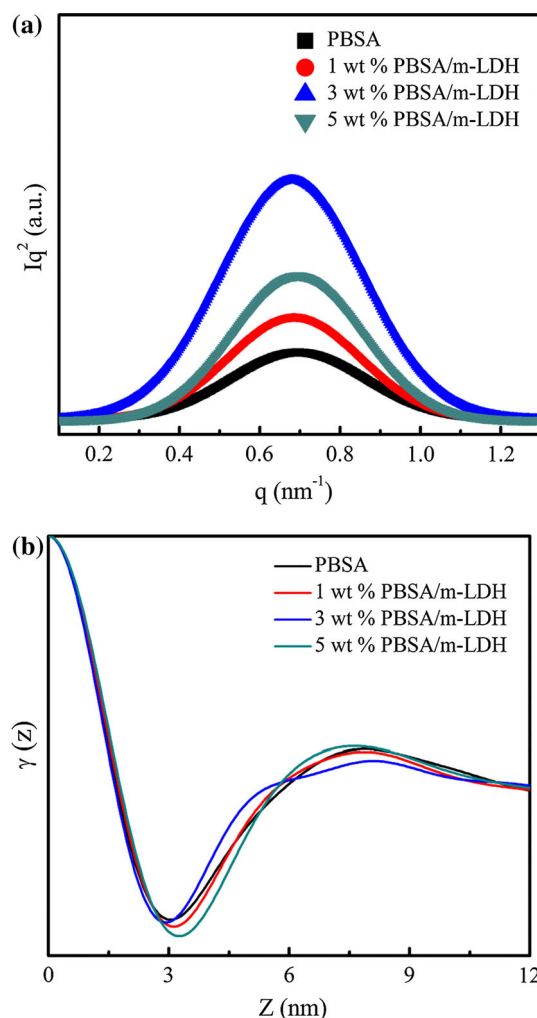 (a)
PBSA
1 wt % PBSA/m-LDH
3 wt % PBSA/m-LDH
5 wt % PBSA/m-LDH
Iq² (a.u.)
0.2 0.4 0.6 0.8 1.0 1.2
q (nm⁻¹)
(b)
PBSA
1 wt % PBSA/m-LDH
3 wt % PBSA/m-LDH
5 wt % PBSA/m-LDH
γ (z)
0 3 6 9 12
Z (nm)